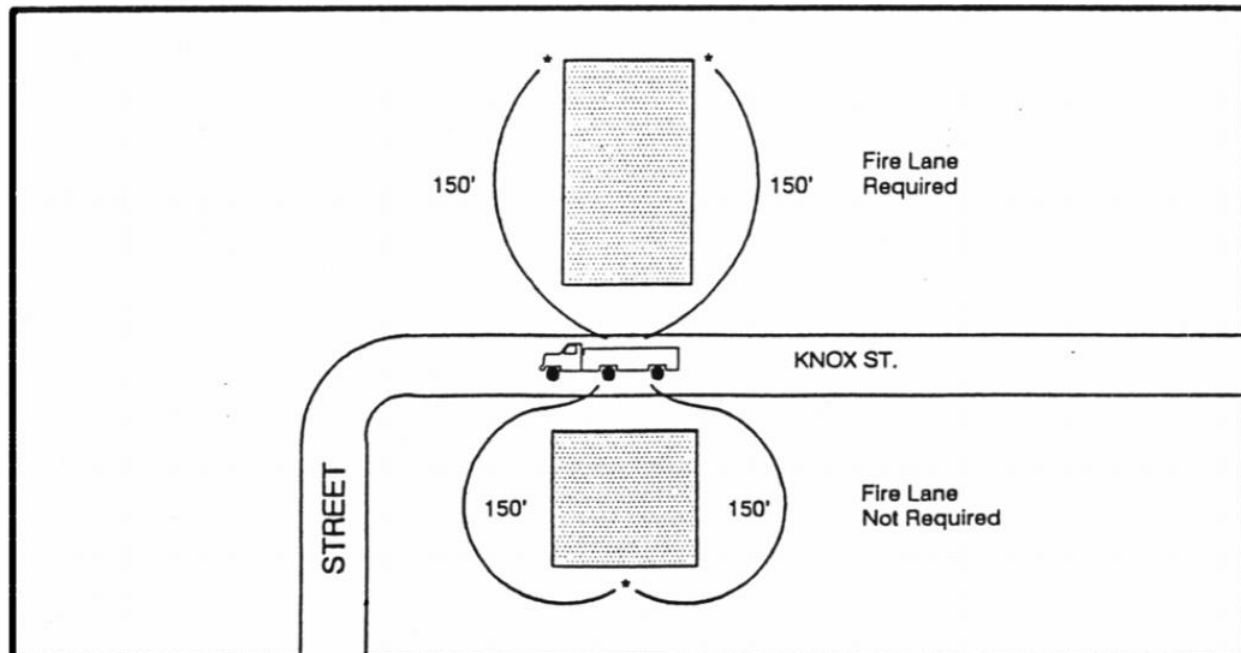 *
*
150'
150'
Fire Lane
Required
KNOX ST.
STREET
150'
150'
Fire Lane
Not Required
*